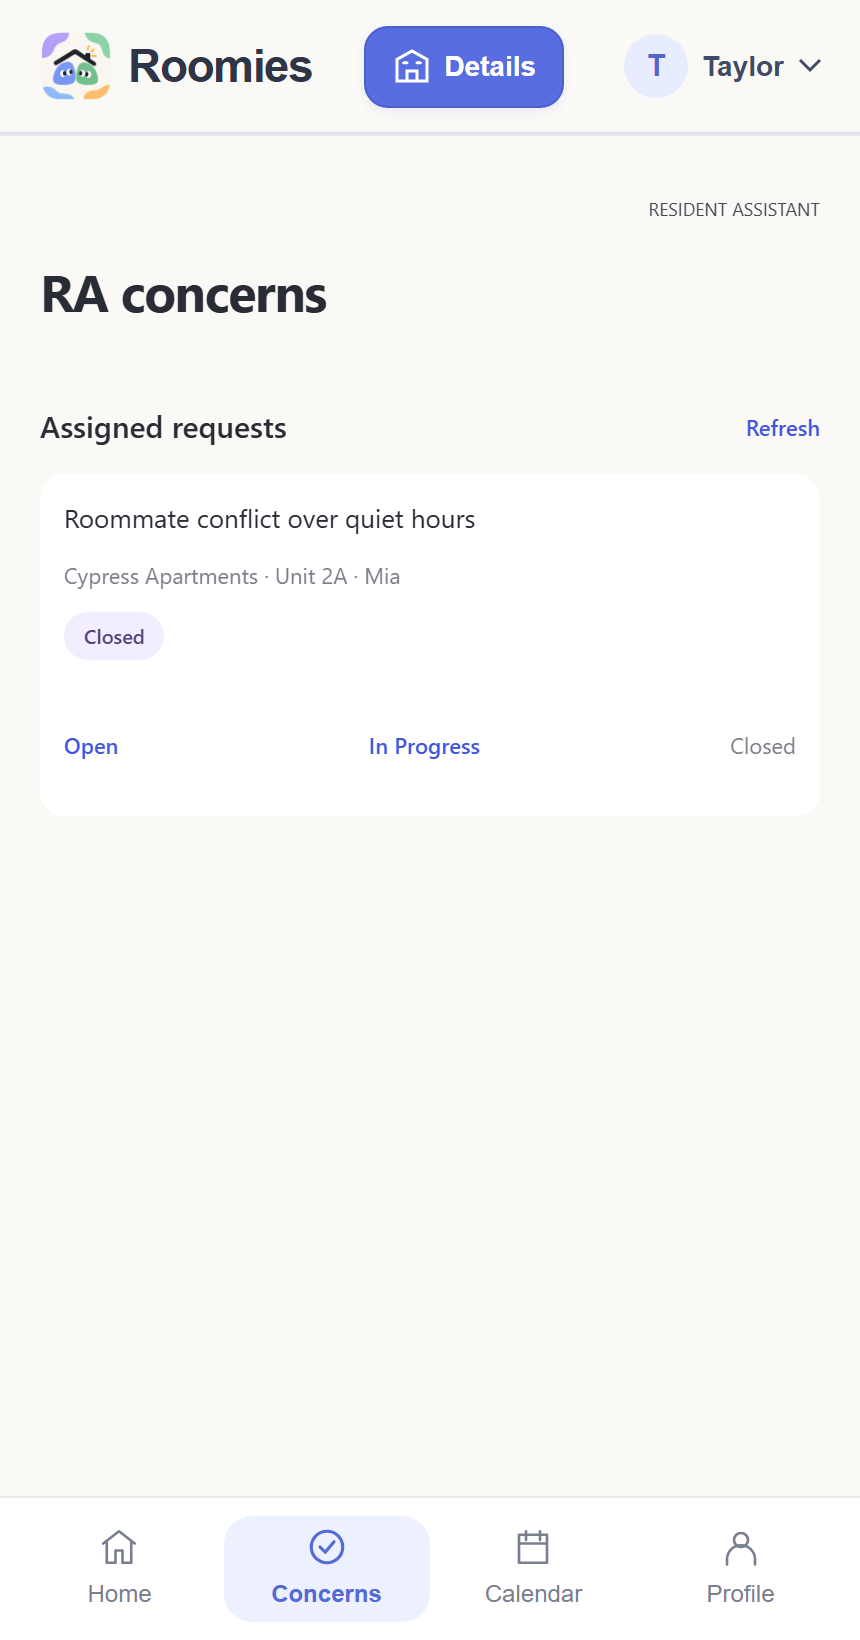 Roomies
Details
T
Taylor
RESIDENT ASSISTANT
RA concerns
Assigned requests
Refresh
Roommate conflict over quiet hours
Cypress Apartments · Unit 2A · Mia
Closed
Open
In Progress
Closed
Home
Concerns
Calendar
Profile